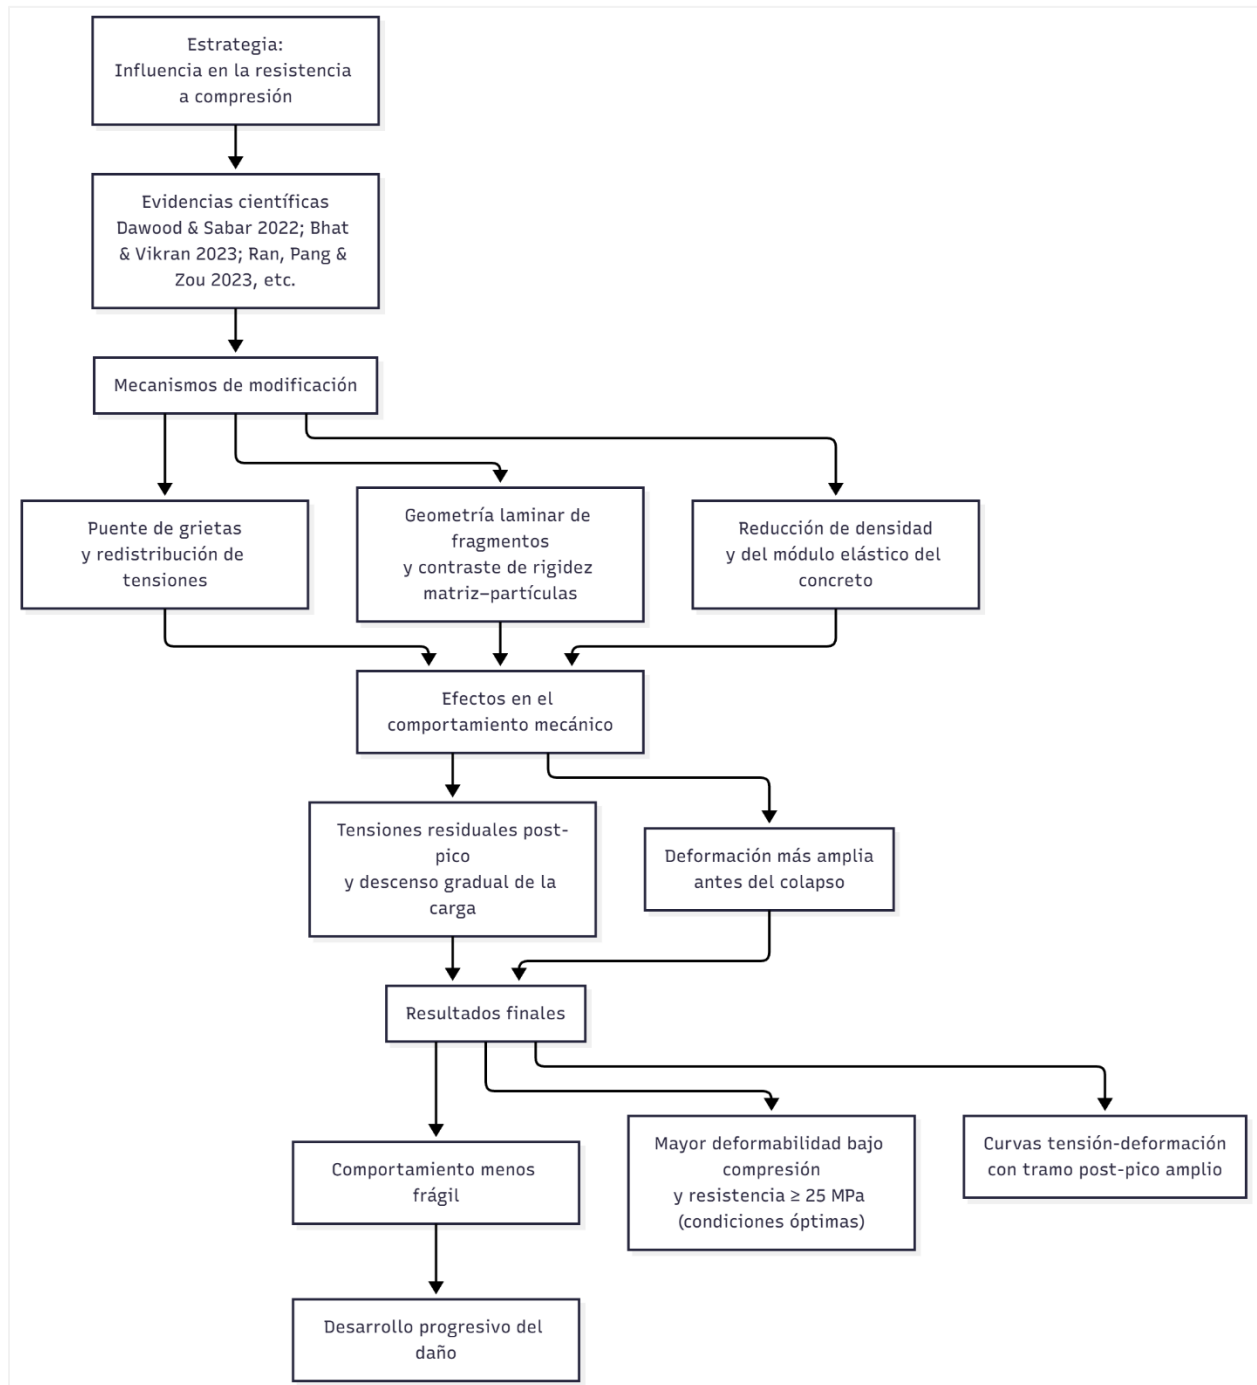 Estrategia:
Influencia en la resistencia
a compresión
Evidencias científicas
Dawood & Sabar 2022; Bhat
& Vikran 2023; Ran, Pang &
Zou 2023, etc.
Mecanismos de modificación
Puente de grietas
y redistribución de
tensiones
Geometría laminar de
fragmentos
y contraste de rigidez
matriz–partículas
Reducción de densidad
y del módulo elástico del
concreto
Efectos en el
comportamiento mecánico
Tensiones residuales post-
pico
y descenso gradual de la
carga
Deformación más amplia
antes del colapso
Resultados finales
Comportamiento menos
frágil
Mayor deformabilidad bajo
compresión
y resistencia ≥ 25 MPa
(condiciones óptimas)
Curvas tensión-deformación
con tramo post-pico amplio
Desarrollo progresivo del
daño